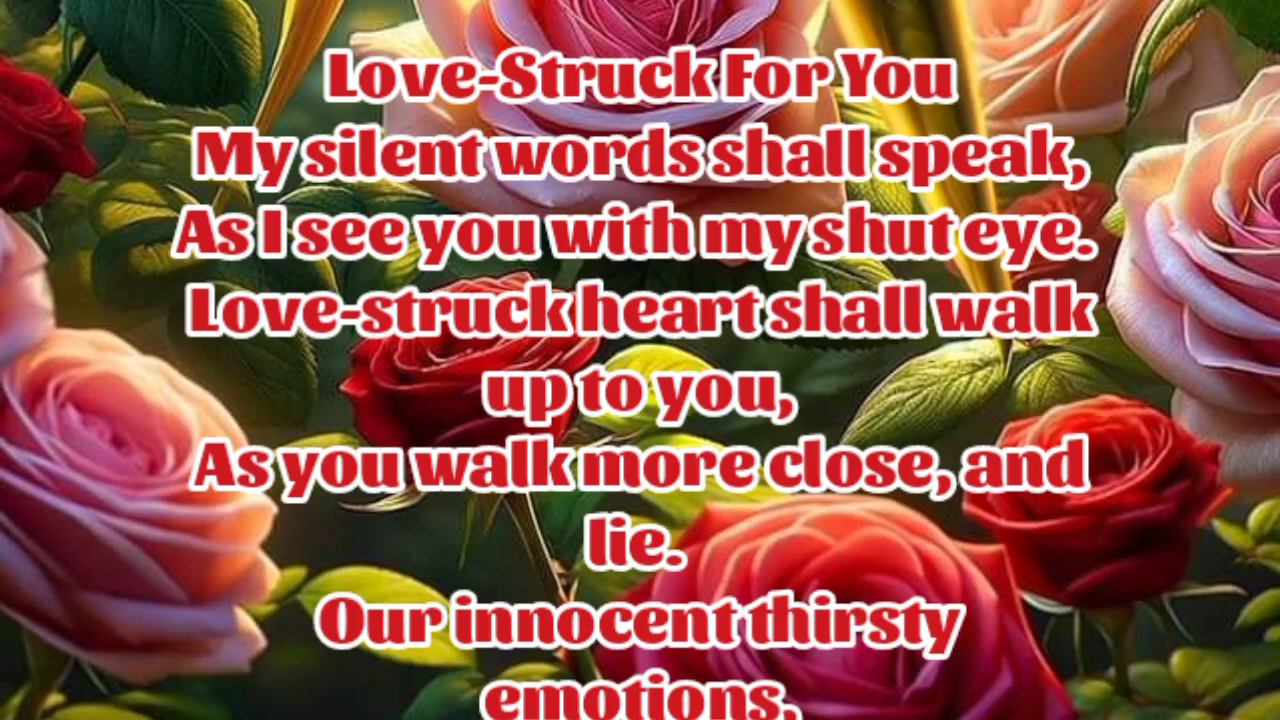 Love-Struck For You
My silent words shall speak,
As I see you with my shut eye.
Love-struck heart shall walk
up to you,
As you walk more close, and
lie.
Our innocent thirsty
emotions,